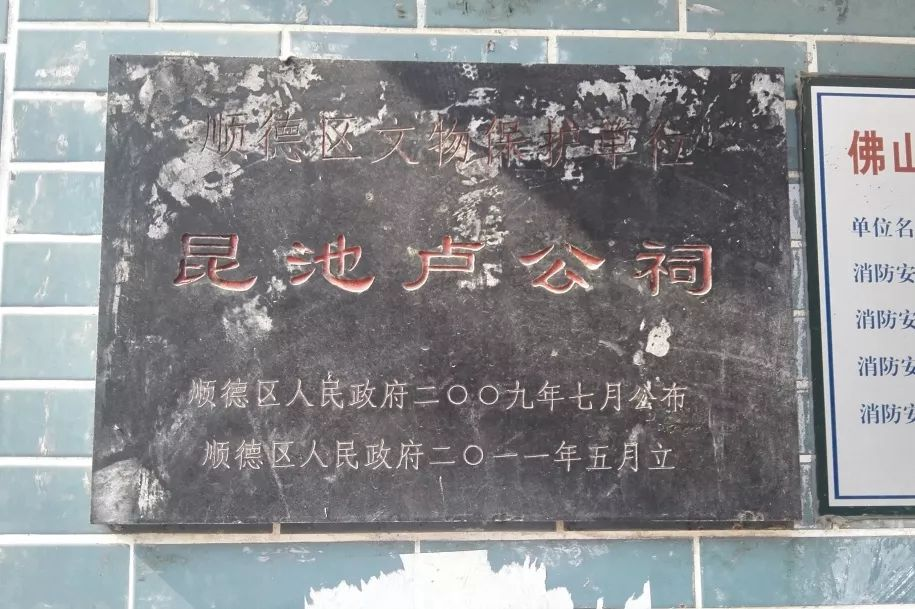 顺德区文物保护单位
昆池卢公祠
顺德区人民政府二〇〇九年七月公布
顺德区人民政府二〇一一年五月立
佛山
单位名
消防安
消防安
消防安
消防安